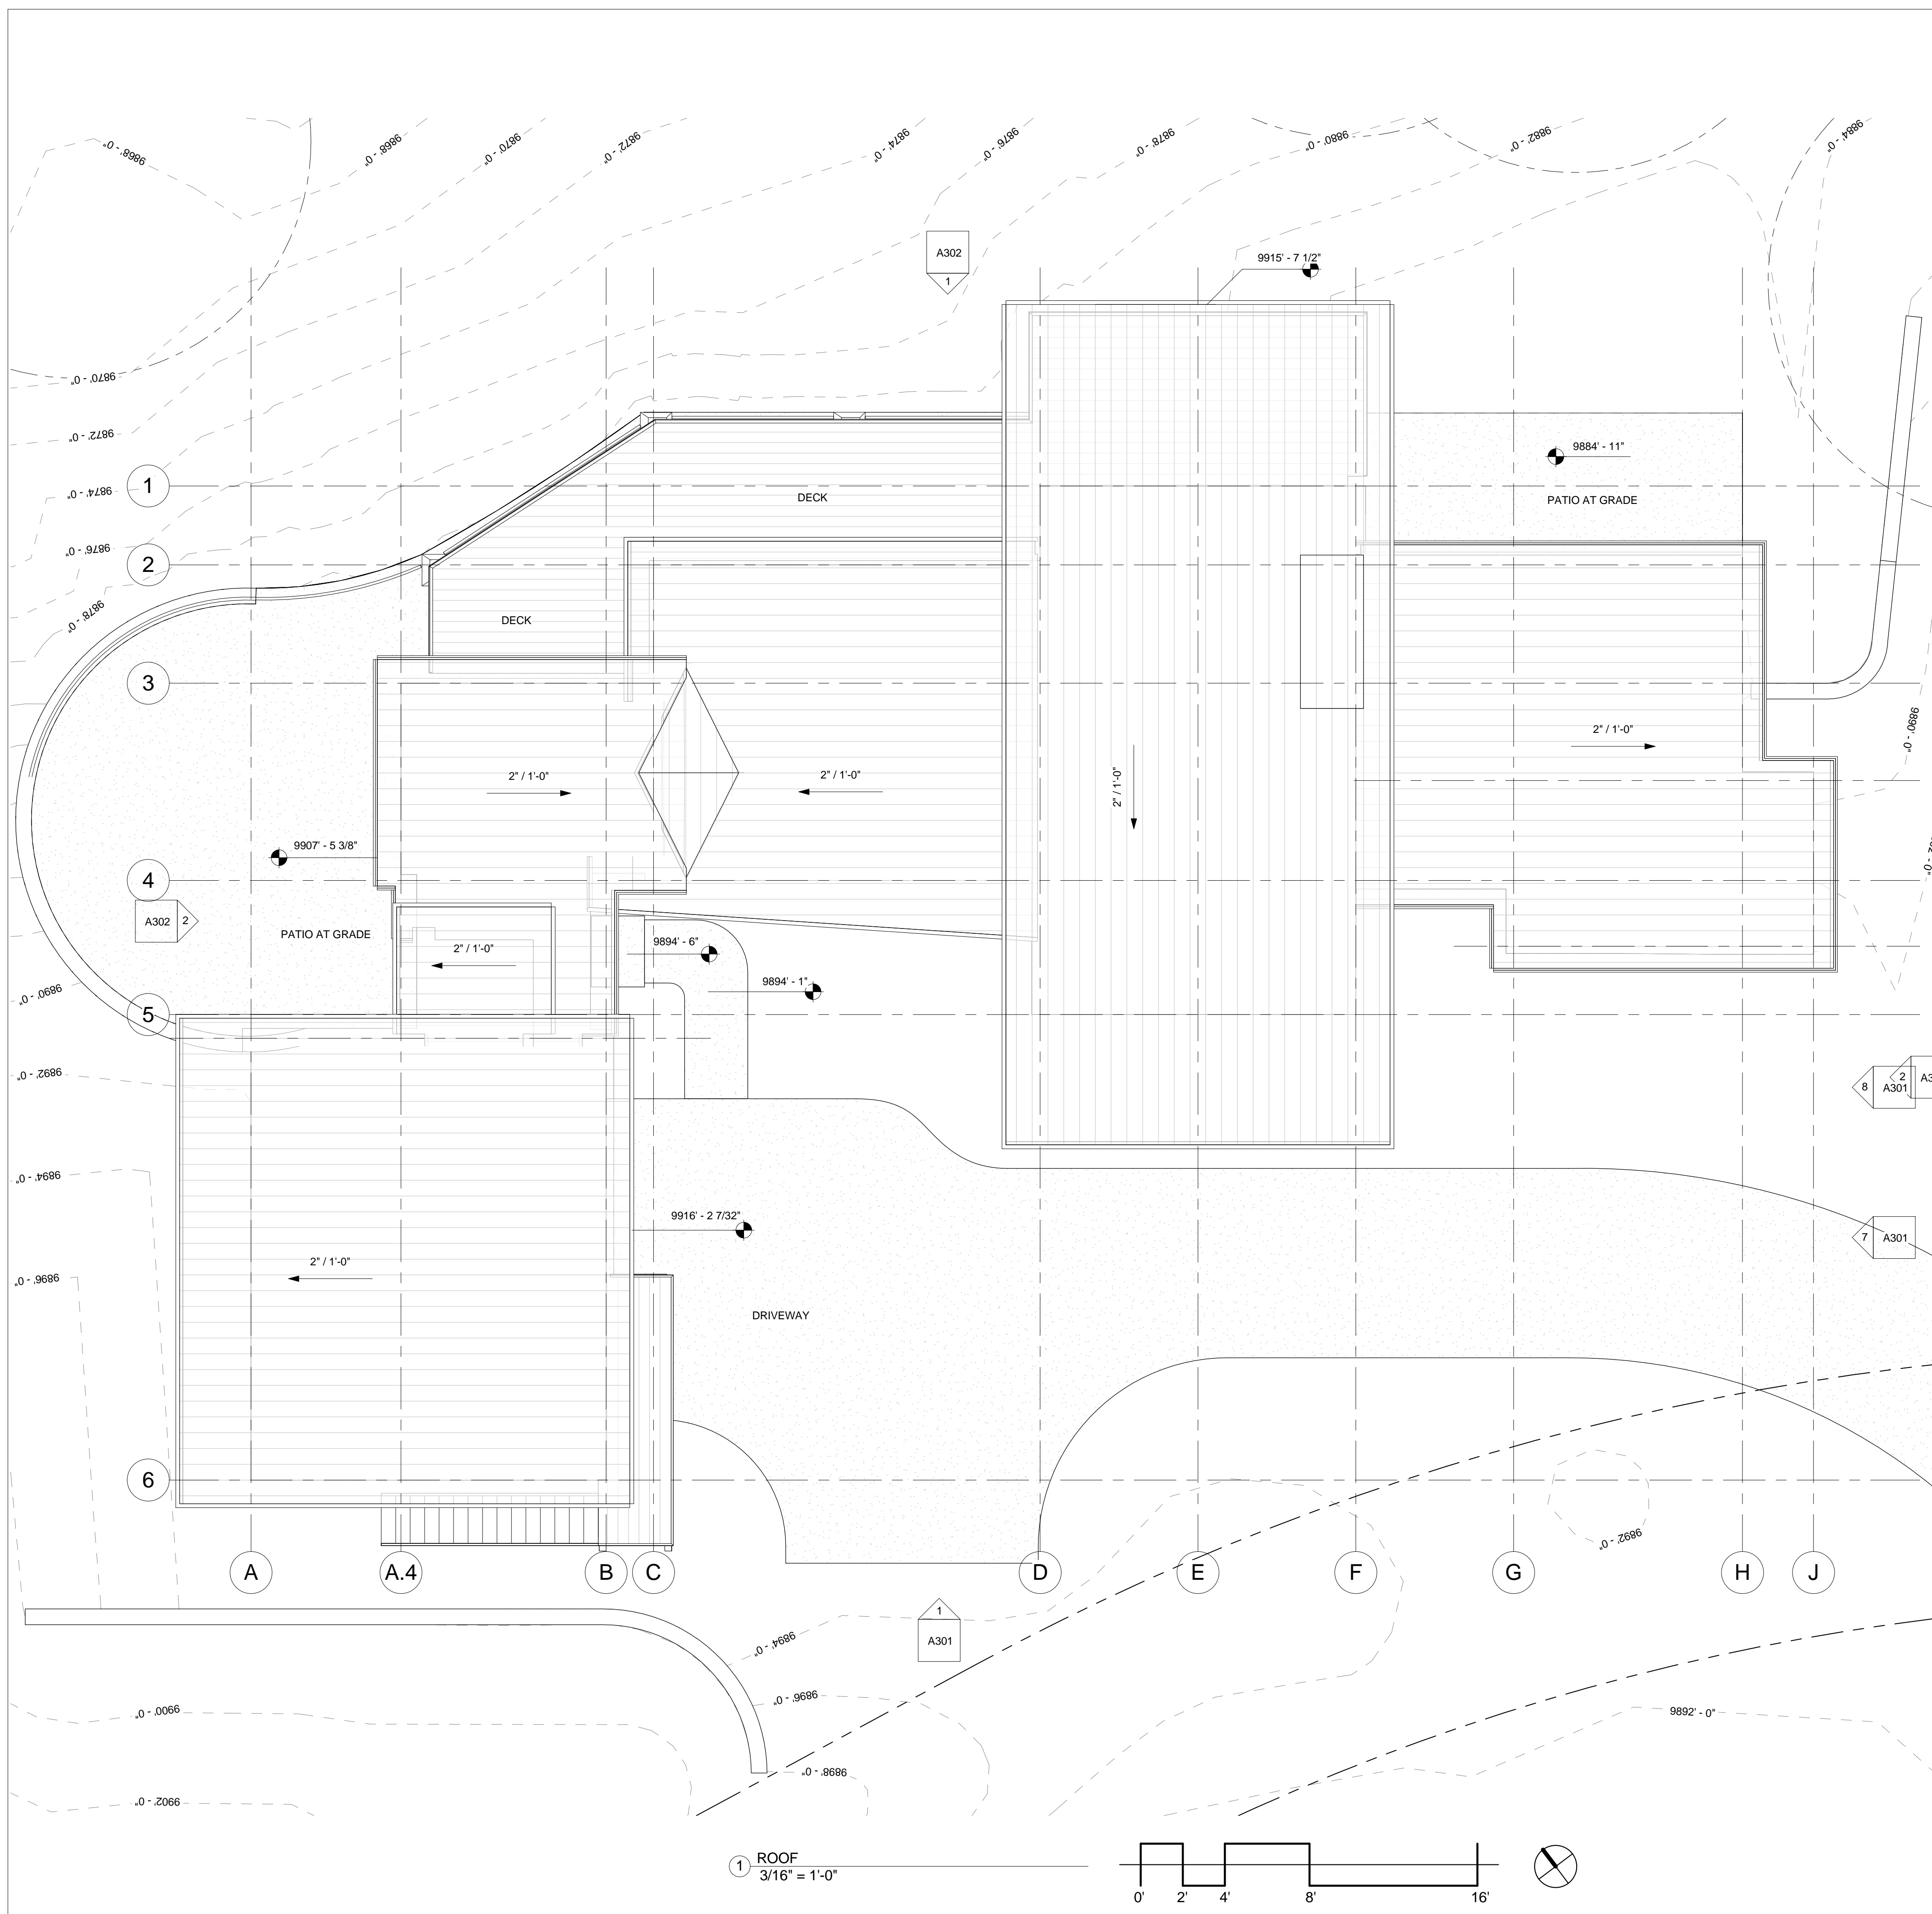 9868' - 0"
9868' - 0"
9870' - 0"
9872' - 0"
9874' - 0"
9876' - 0"
9878' - 0"
9880' - 0"
9882' - 0"
9884' - 0"
A302
1
9915' - 7 1/2"
9870' - 0"
9872' - 0"
9884' - 11"
1
9874' - 0"
DECK
PATIO AT GRADE
2
9876' - 0"
9878' - 0"
DECK
3
9890' - 0"
2" / 1'-0"
2" / 1'-0"
2" / 1'-0"
2" / 1'-0"
9907' - 5 3/8"
4
A302
2
PATIO AT GRADE
2" / 1'-0"
9894' - 6"
9894' - 1"
9890' - 0"
5
9892' - 0"
8
A301
2
9894' - 0"
9916' - 2 7/32"
7
A301
2" / 1'-0"
9896' - 0"
DRIVEWAY
6
9892' - 0"
A
A.4
B
C
D
E
F
G
H
J
1
A301
9894' - 0"
9896' - 0"
9900' - 0"
9892' - 0"
9898' - 0"
9902' - 0"
1
ROOF
3/16" = 1'-0"
0'
2'
4'
8'
16'